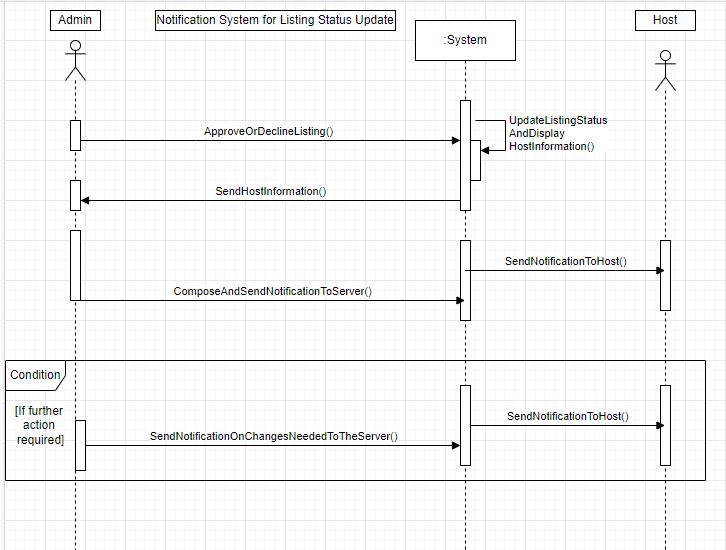 Admin
Notification System for Listing Status Update
:System
Host
ApproveOrDeclineListing()
UpdateListingStatus
AndDisplay
HostInformation()
SendHostInformation()
SendNotificationToHost()
ComposeAndSendNotificationToServer()
Condition
[If further
action
required]
SendNotificationToHost()
SendNotificationOnChangesNeededToTheServer()